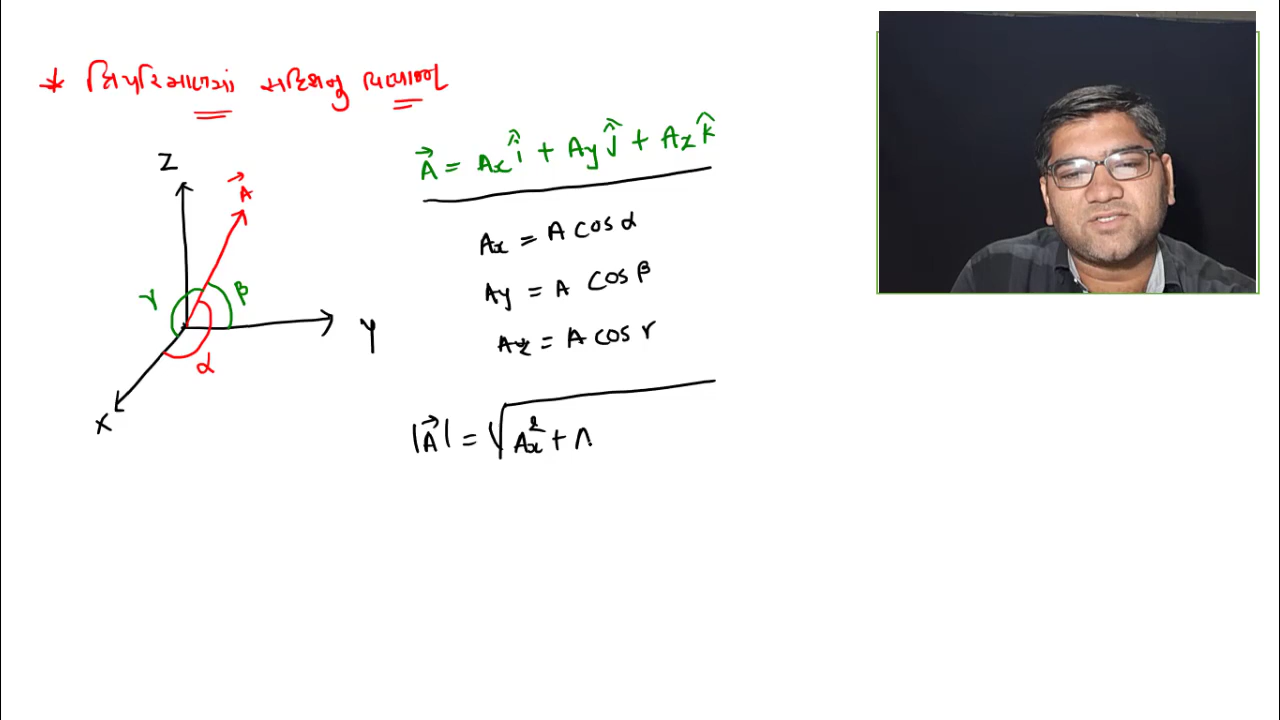 * ત્રિપરિમાણમાં સદિશનું વિભાજન
Z
A⃗
γ
β
Y
α
X
A⃗ = Ax î + Ay ĵ + Az k̂
Ax = A cos α
Ay = A cos β
Az = A cos γ
|A⃗| = √Ax² + A